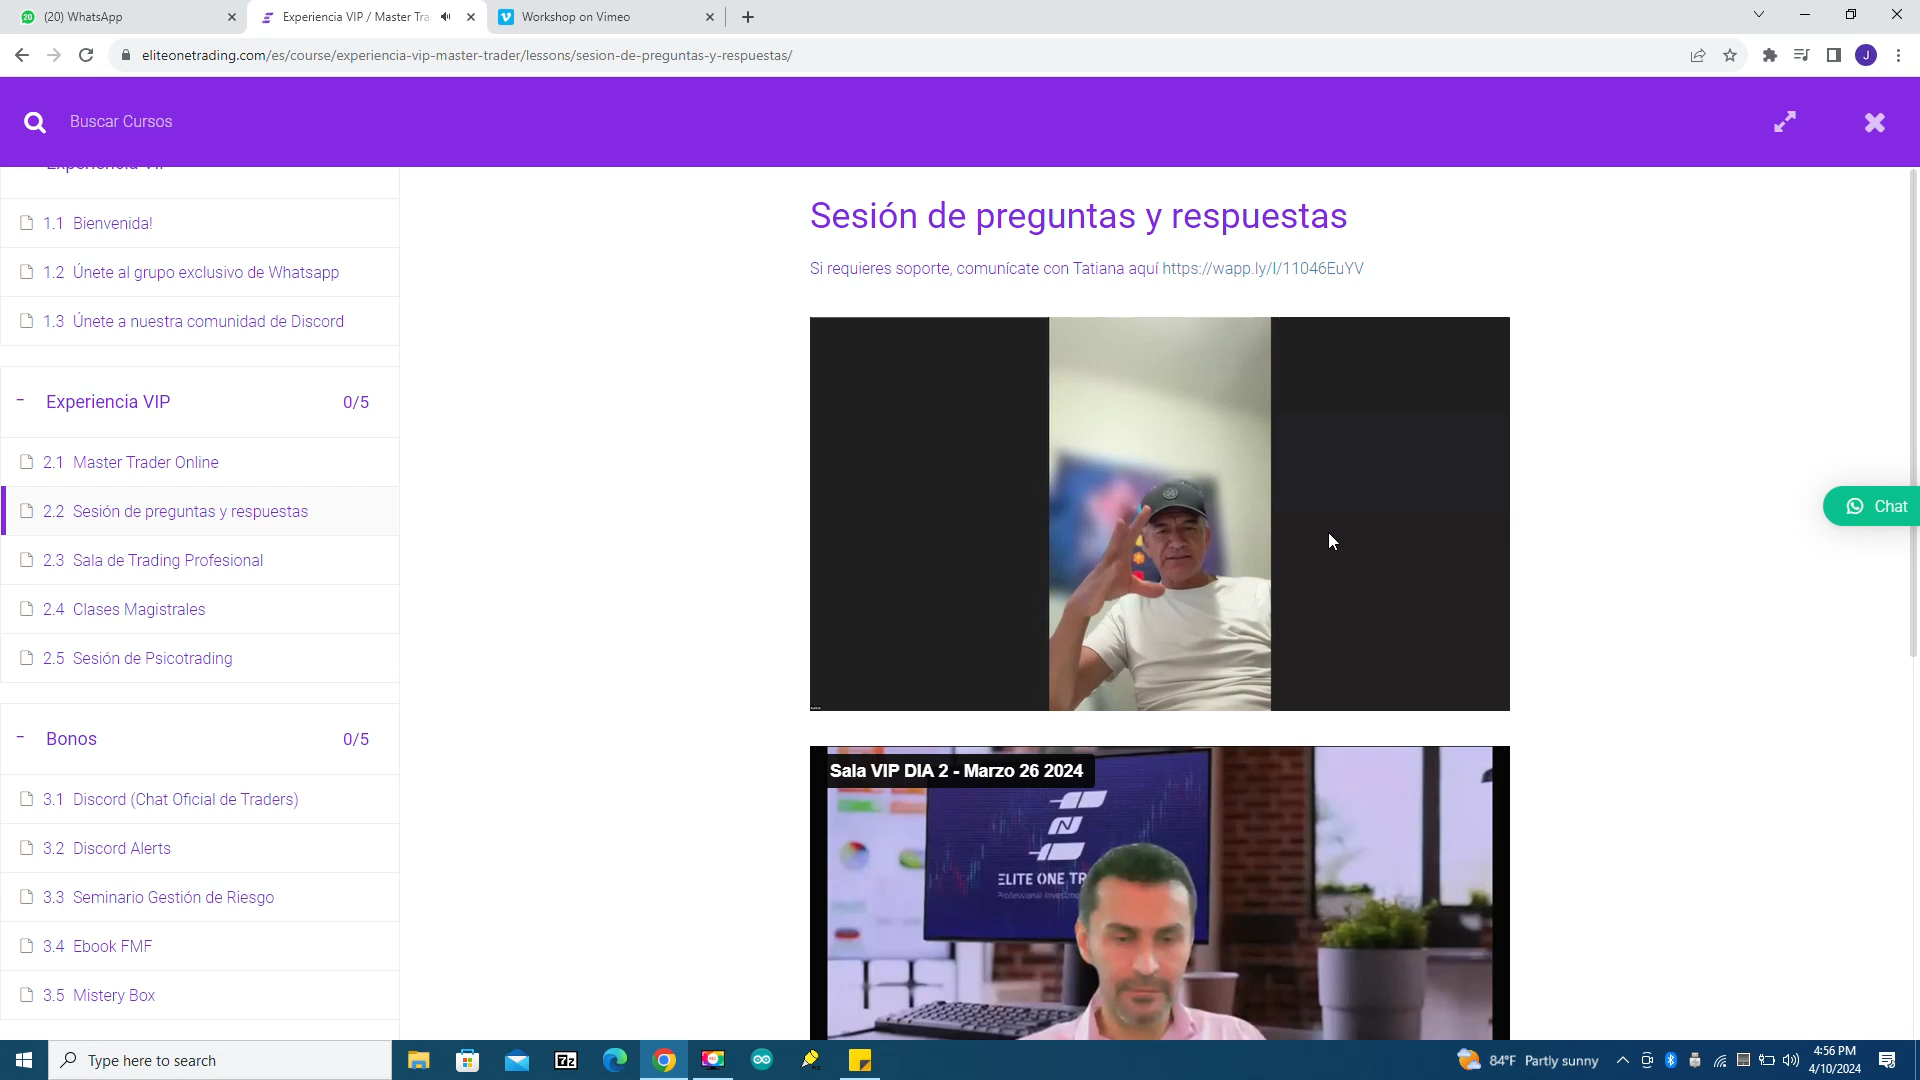 (20) WhatsApp
Experiencia VIP / Master Tra
Workshop on Vimeo
eliteonetrading.com/es/course/experiencia-vip-master-trader/lessons/sesion-de-preguntas-y-respuestas/
J
Buscar Cursos
Experiencia VIP
1.1 Bienvenida!
1.2 Únete al grupo exclusivo de Whatsapp
1.3 Únete a nuestra comunidad de Discord
- Experiencia VIP 0/5
2.1 Master Trader Online
2.2 Sesión de preguntas y respuestas
2.3 Sala de Trading Profesional
2.4 Clases Magistrales
2.5 Sesión de Psicotrading
- Bonos 0/5
3.1 Discord (Chat Oficial de Traders)
3.2 Discord Alerts
3.3 Seminario Gestión de Riesgo
3.4 Ebook FMF
3.5 Mistery Box
Sesión de preguntas y respuestas
Si requieres soporte, comunícate con Tatiana aquí https://wapp.ly/l/11046EuYV
Sala VIP DIA 2 - Marzo 26 2024
ELITE ONE TR
Professional Investme
Chat
Type here to search
7z
84°F Partly sunny
4:56 PM
4/10/2024